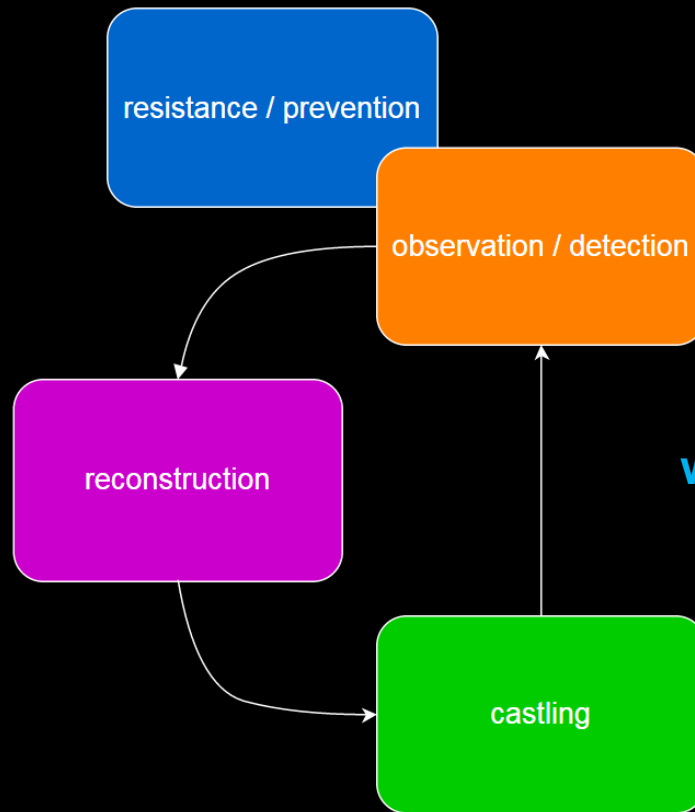 resistance / prevention
observation / detection
reconstruction
castling